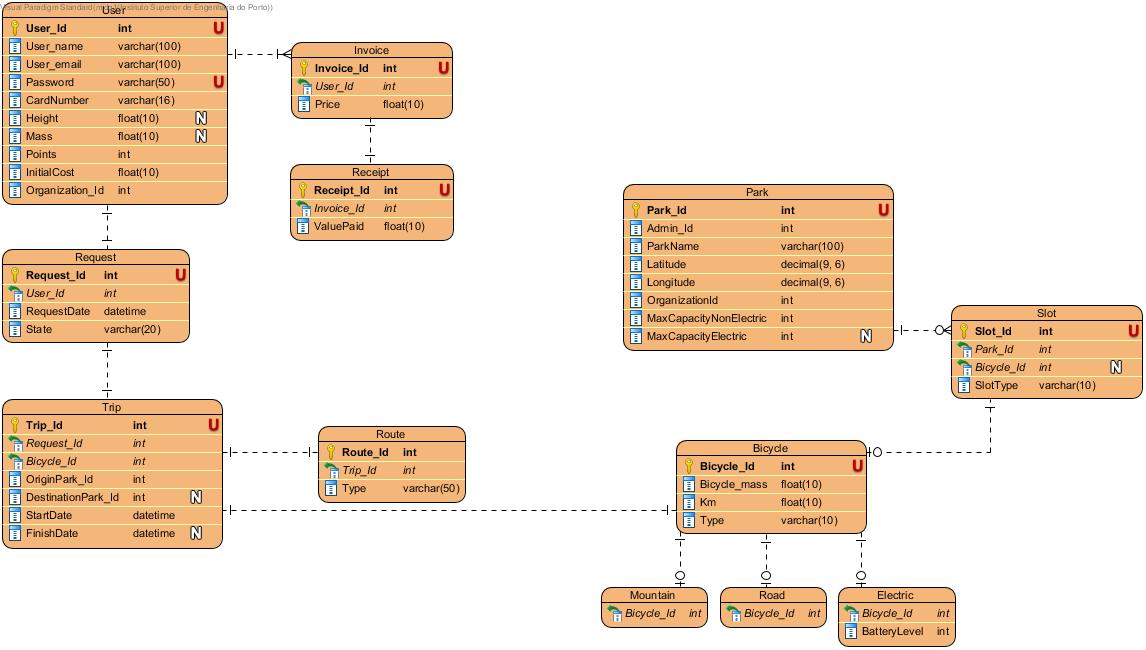 Visual Paradigm Standard(m Instituto Superior de Engenharia do Porto))
User
User_Id int U
User_name varchar(100)
User_email varchar(100)
Password varchar(50) U
CardNumber varchar(16)
Height float(10) N
Mass float(10) N
Points int
InitialCost float(10)
Organization_Id int
Invoice
Invoice_Id int U
User_Id int
Price float(10)
Receipt
Receipt_Id int U
Invoice_Id int
ValuePaid float(10)
Request
Request_Id int U
User_Id int
RequestDate datetime
State varchar(20)
Park
Park_Id int U
Admin_Id int
ParkName varchar(100)
Latitude decimal(9, 6)
Longitude decimal(9, 6)
OrganizationId int
MaxCapacityNonElectric int
MaxCapacityElectric int N
Slot
Slot_Id int U
Park_Id int
Bicycle_Id int N
SlotType varchar(10)
Trip
Trip_Id int U
Request_Id int
Bicycle_Id int
OriginPark_Id int
DestinationPark_Id int N
StartDate datetime
FinishDate datetime N
Route
Route_Id int
Trip_Id int
Type varchar(50)
Bicycle
Bicycle_Id int U
Bicycle_mass float(10)
Km float(10)
Type varchar(10)
Mountain
Bicycle_Id int
Road
Bicycle_Id int
Electric
Bicycle_Id int
BatteryLevel int